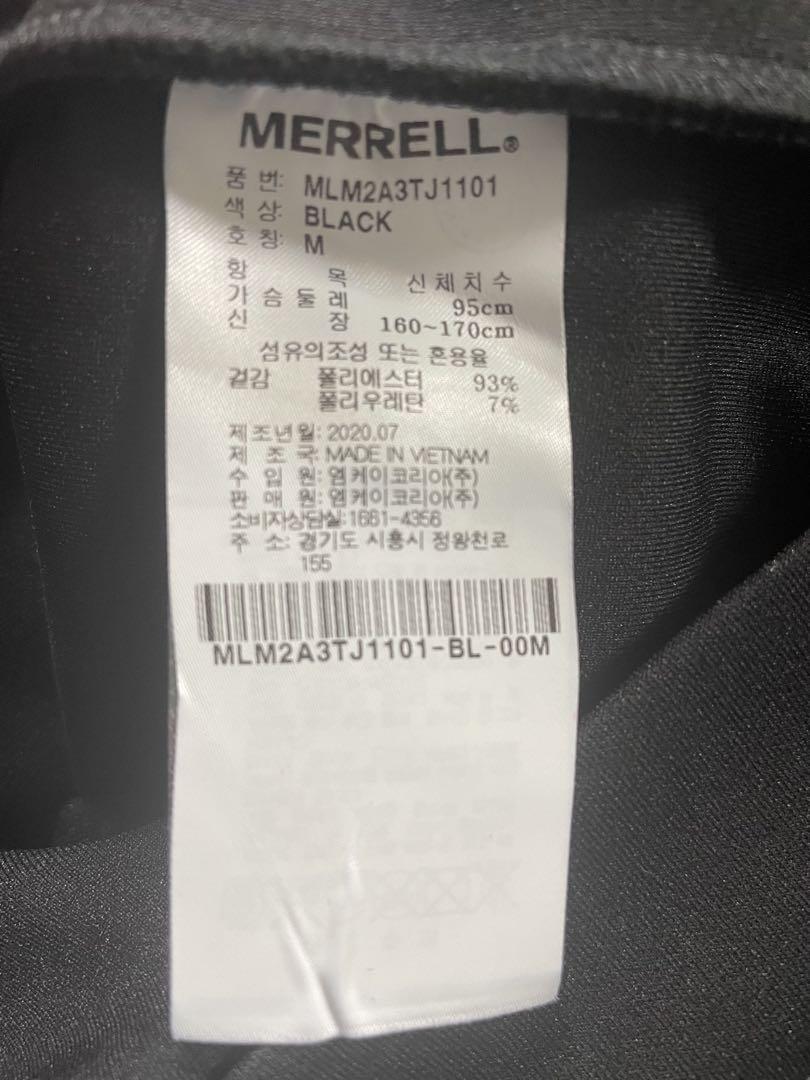 MERRELL®
품 번: MLM2A3TJ1101
색 상: BLACK
호 칭: M
항 목 신체치수
가슴둘레 95cm
신 장 160~170cm
섬유의조성 또는 혼용율
겉감 폴리에스터 93%
폴리우레탄 7%
제조년월: 2020.07
제 조 국: MADE IN VIETNAM
수 입 원: 엠케이코리아(주)
판 매 원: 엠케이코리아(주)
소비자상담실:1661-4356
주 소: 경기도 시흥시 정왕천로
155
MLM2A3TJ1101-BL-00M